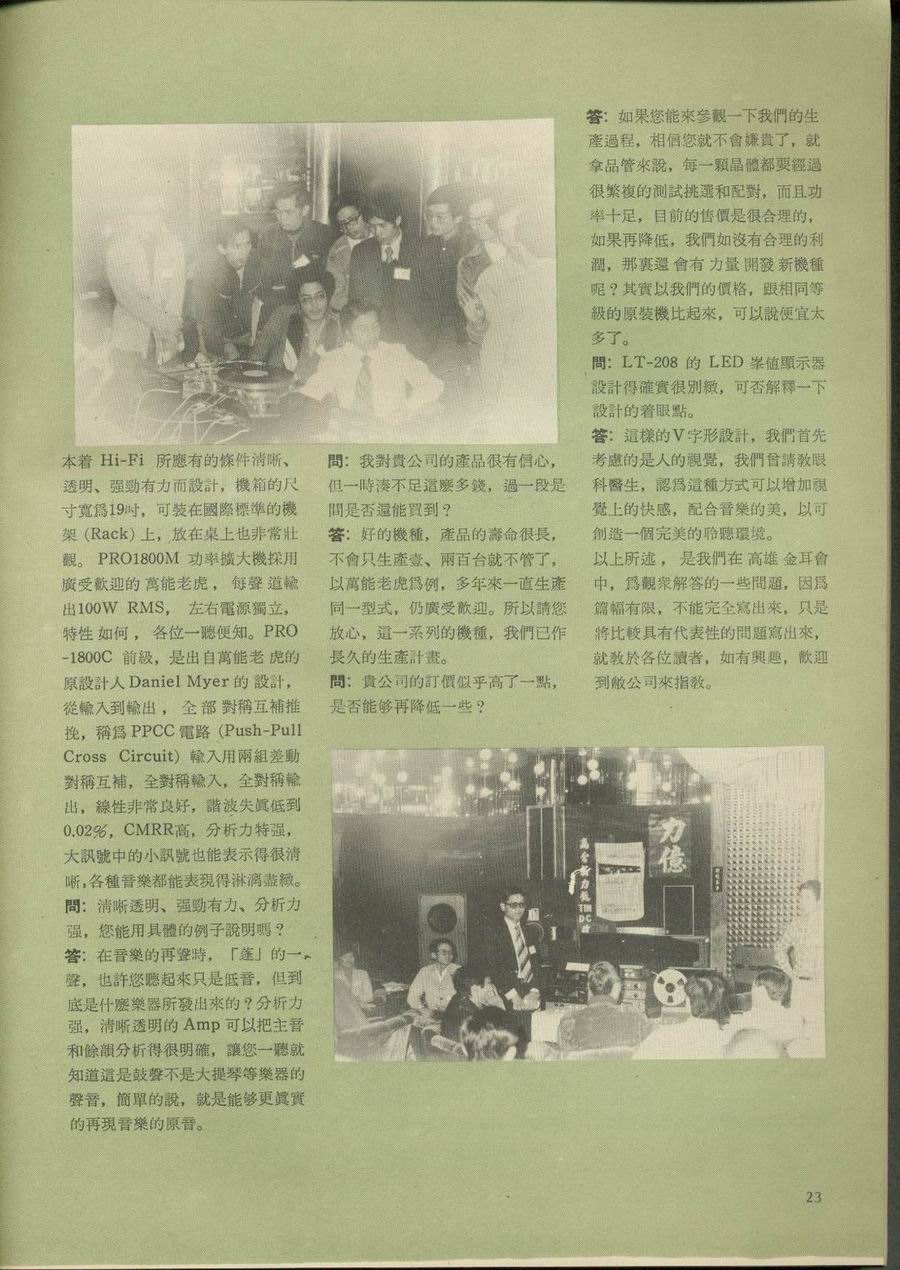 本着 Hi-Fi 所應有的條件淸晰、
透明、强勁有力而設計，機箱的尺
寸寬爲19吋，可裝在國際標準的機
架 (Rack) 上，放在桌上也非常壯
觀。 PRO1800M 功率擴大機採用
廣受歡迎的萬能老虎，每聲道輸
出100W RMS， 左右電源獨立，
特性如何，各位一聽便知。PRO
-1800C 前級，是出自萬能老虎的
原設計人 Daniel Myer 的設計，
從輸入到輸出，全部對稱互補推
挽，稱爲 PPCC 電路 (Push-Pull
Cross Circuit) 輸入用兩組差動
對稱互補，全對稱輸入，全對稱輸
出，線性非常良好，諧波失眞低到
0.02%，CMRR高，分析力特强，
大訊號中的小訊號也能表示得很淸
晰，各種音樂都能表現得淋漓盡緻。
問：淸晰透明、强勁有力、分析力
强，您能用具體的例子說明嗎？
答：在音樂的再聲時，「蓬」的一
聲，也許您聽起來只是低音，但到
底是什麽樂器所發出來的？分析力
强，淸晰透明的 Amp 可以把主音
和餘韻分析得很明確，讓您一聽就
知道這是鼓聲不是大提琴等樂器的
聲音，簡單的說，就是能够更眞實
的再現音樂的原音。
問：我對貴公司的產品很有信心，
但一時湊不足這麽多錢，過一段是
間是否還能買到？
答：好的機種，產品的壽命很長，
不會只生產壹、兩百台就不管了，
以萬能老虎爲例，多年來一直生產
同一型式，仍廣受歡迎。所以請您
放心，這一系列的機種，我們已作
長久的生產計畫。
問：貴公司的訂價似乎高了一點，
是否能够再降低一些？
答：如果您能來參觀一下我們的生
產過程，相信您就不會嫌貴了，就
拿品管來說，每一顆晶體都要經過
很繁複的測試挑選和配對，而且功
率十足，目前的售價是很合理的，
如果再降低，我們如沒有合理的利
潤，那裏還會有力量開發新機種
呢？其實以我們的價格，跟相同等
級的原裝機比起來，可以說便宜太
多了。
問：LT-208 的 LED 峯値顯示器
設計得確實很別緻，可否解釋一下
設計的着眼點。
答：這樣的V字形設計，我們首先
考慮的是人的視覺，我們曾請教眼
科醫生，認爲這種方式可以增加視
覺上的快感，配合音樂的美，以可
創造一個完美的聆聽環境。
以上所述，是我們在高雄金耳會
中，爲觀衆解答的一些問題，因爲
篇幅有限，不能完全寫出來，只是
將比較具有代表性的問題寫出來，
就敎於各位讀者，如有興趣，歡迎
到敝公司來指敎。
力億
23